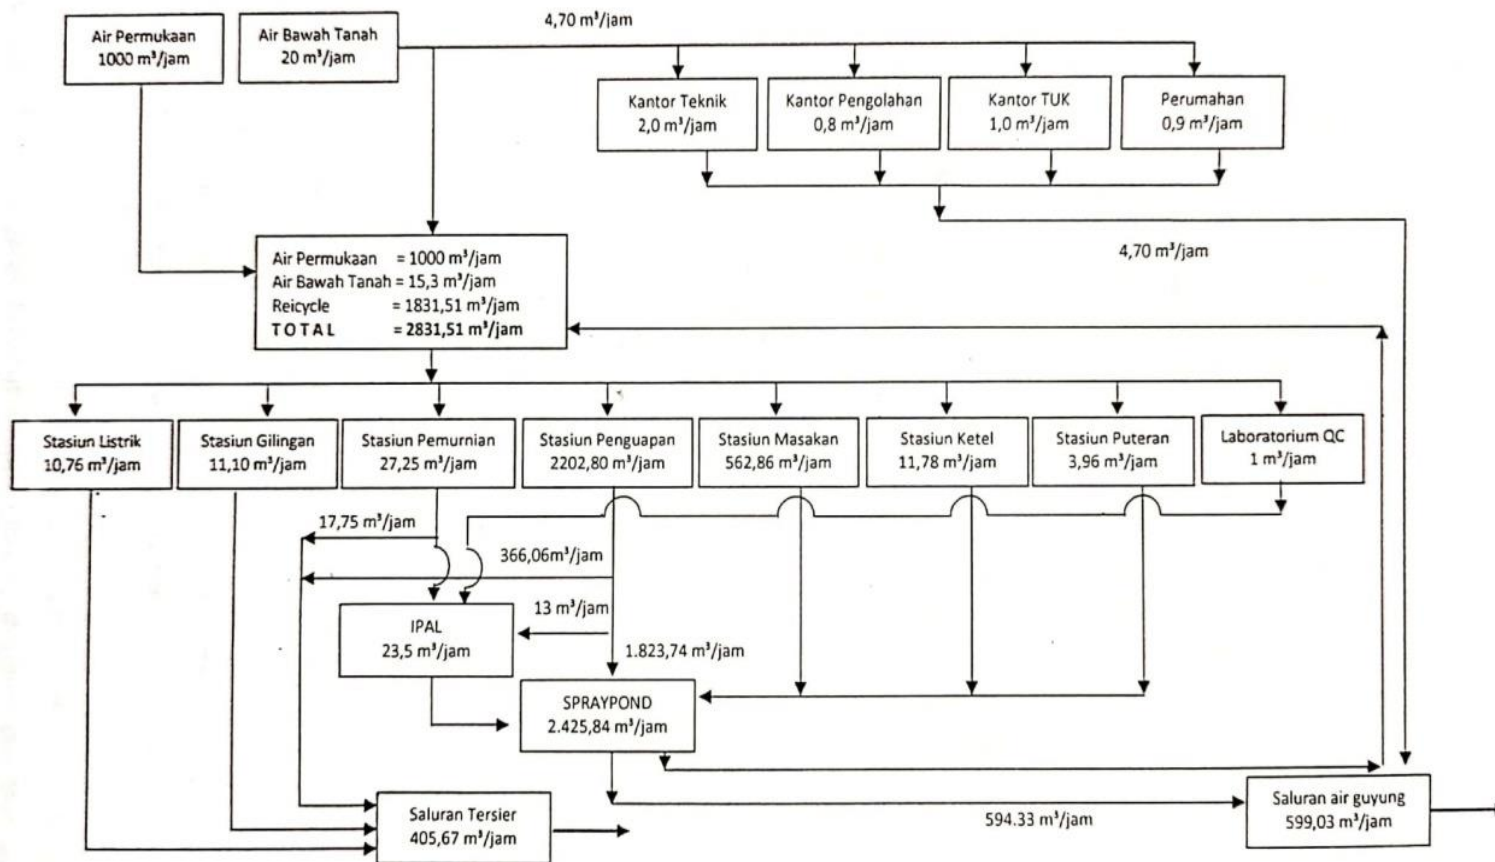 4,70 m³/jam
Air Permukaan
1000 m³/jam
Air Bawah Tanah
20 m³/jam
Kantor Teknik
2,0 m³/jam
Kantor Pengolahan
0,8 m³/jam
Kantor TUK
1,0 m³/jam
Perumahan
0,9 m³/jam
4,70 m³/jam
Air Permukaan = 1000 m³/jam
Air Bawah Tanah = 15,3 m³/jam
Reicycle = 1831,51 m³/jam
TOTAL = 2831,51 m³/jam
Stasiun Listrik
10,76 m³/jam
Stasiun Gilingan
11,10 m³/jam
Stasiun Pemurnian
27,25 m³/jam
Stasiun Penguapan
2202,80 m³/jam
Stasiun Masakan
562,86 m³/jam
Stasiun Ketel
11,78 m³/jam
Stasiun Puteran
3,96 m³/jam
Laboratorium QC
1 m³/jam
17,75 m³/jam
366,06m³/jam
13 m³/jam
IPAL
23,5 m³/jam
1.823,74 m³/jam
SPRAYPOND
2.425,84 m³/jam
Saluran Tersier
405,67 m³/jam
594.33 m³/jam
Saluran air guyung
599,03 m³/jam